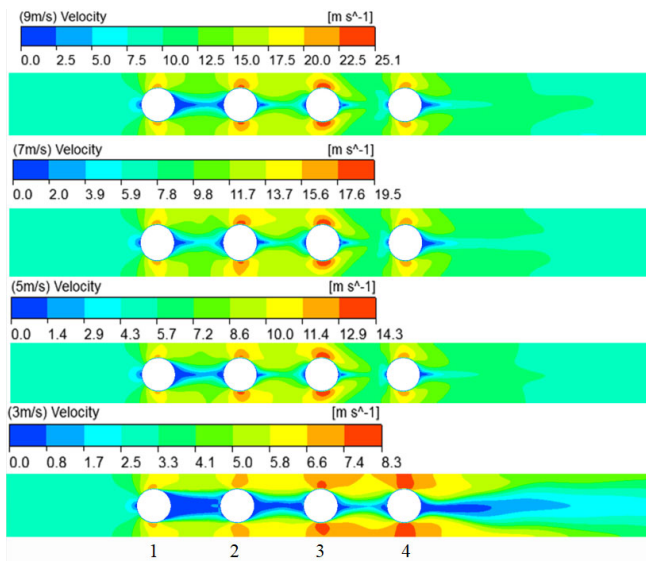 (9m/s) Velocity [m s^-1]
0.0 2.5 5.0 7.5 10.0 12.5 15.0 17.5 20.0 22.5 25.1
(7m/s) Velocity [m s^-1]
0.0 2.0 3.9 5.9 7.8 9.8 11.7 13.7 15.6 17.6 19.5
(5m/s) Velocity [m s^-1]
0.0 1.4 2.9 4.3 5.7 7.2 8.6 10.0 11.4 12.9 14.3
(3m/s) Velocity [m s^-1]
0.0 0.8 1.7 2.5 3.3 4.1 5.0 5.8 6.6 7.4 8.3
1 2 3 4